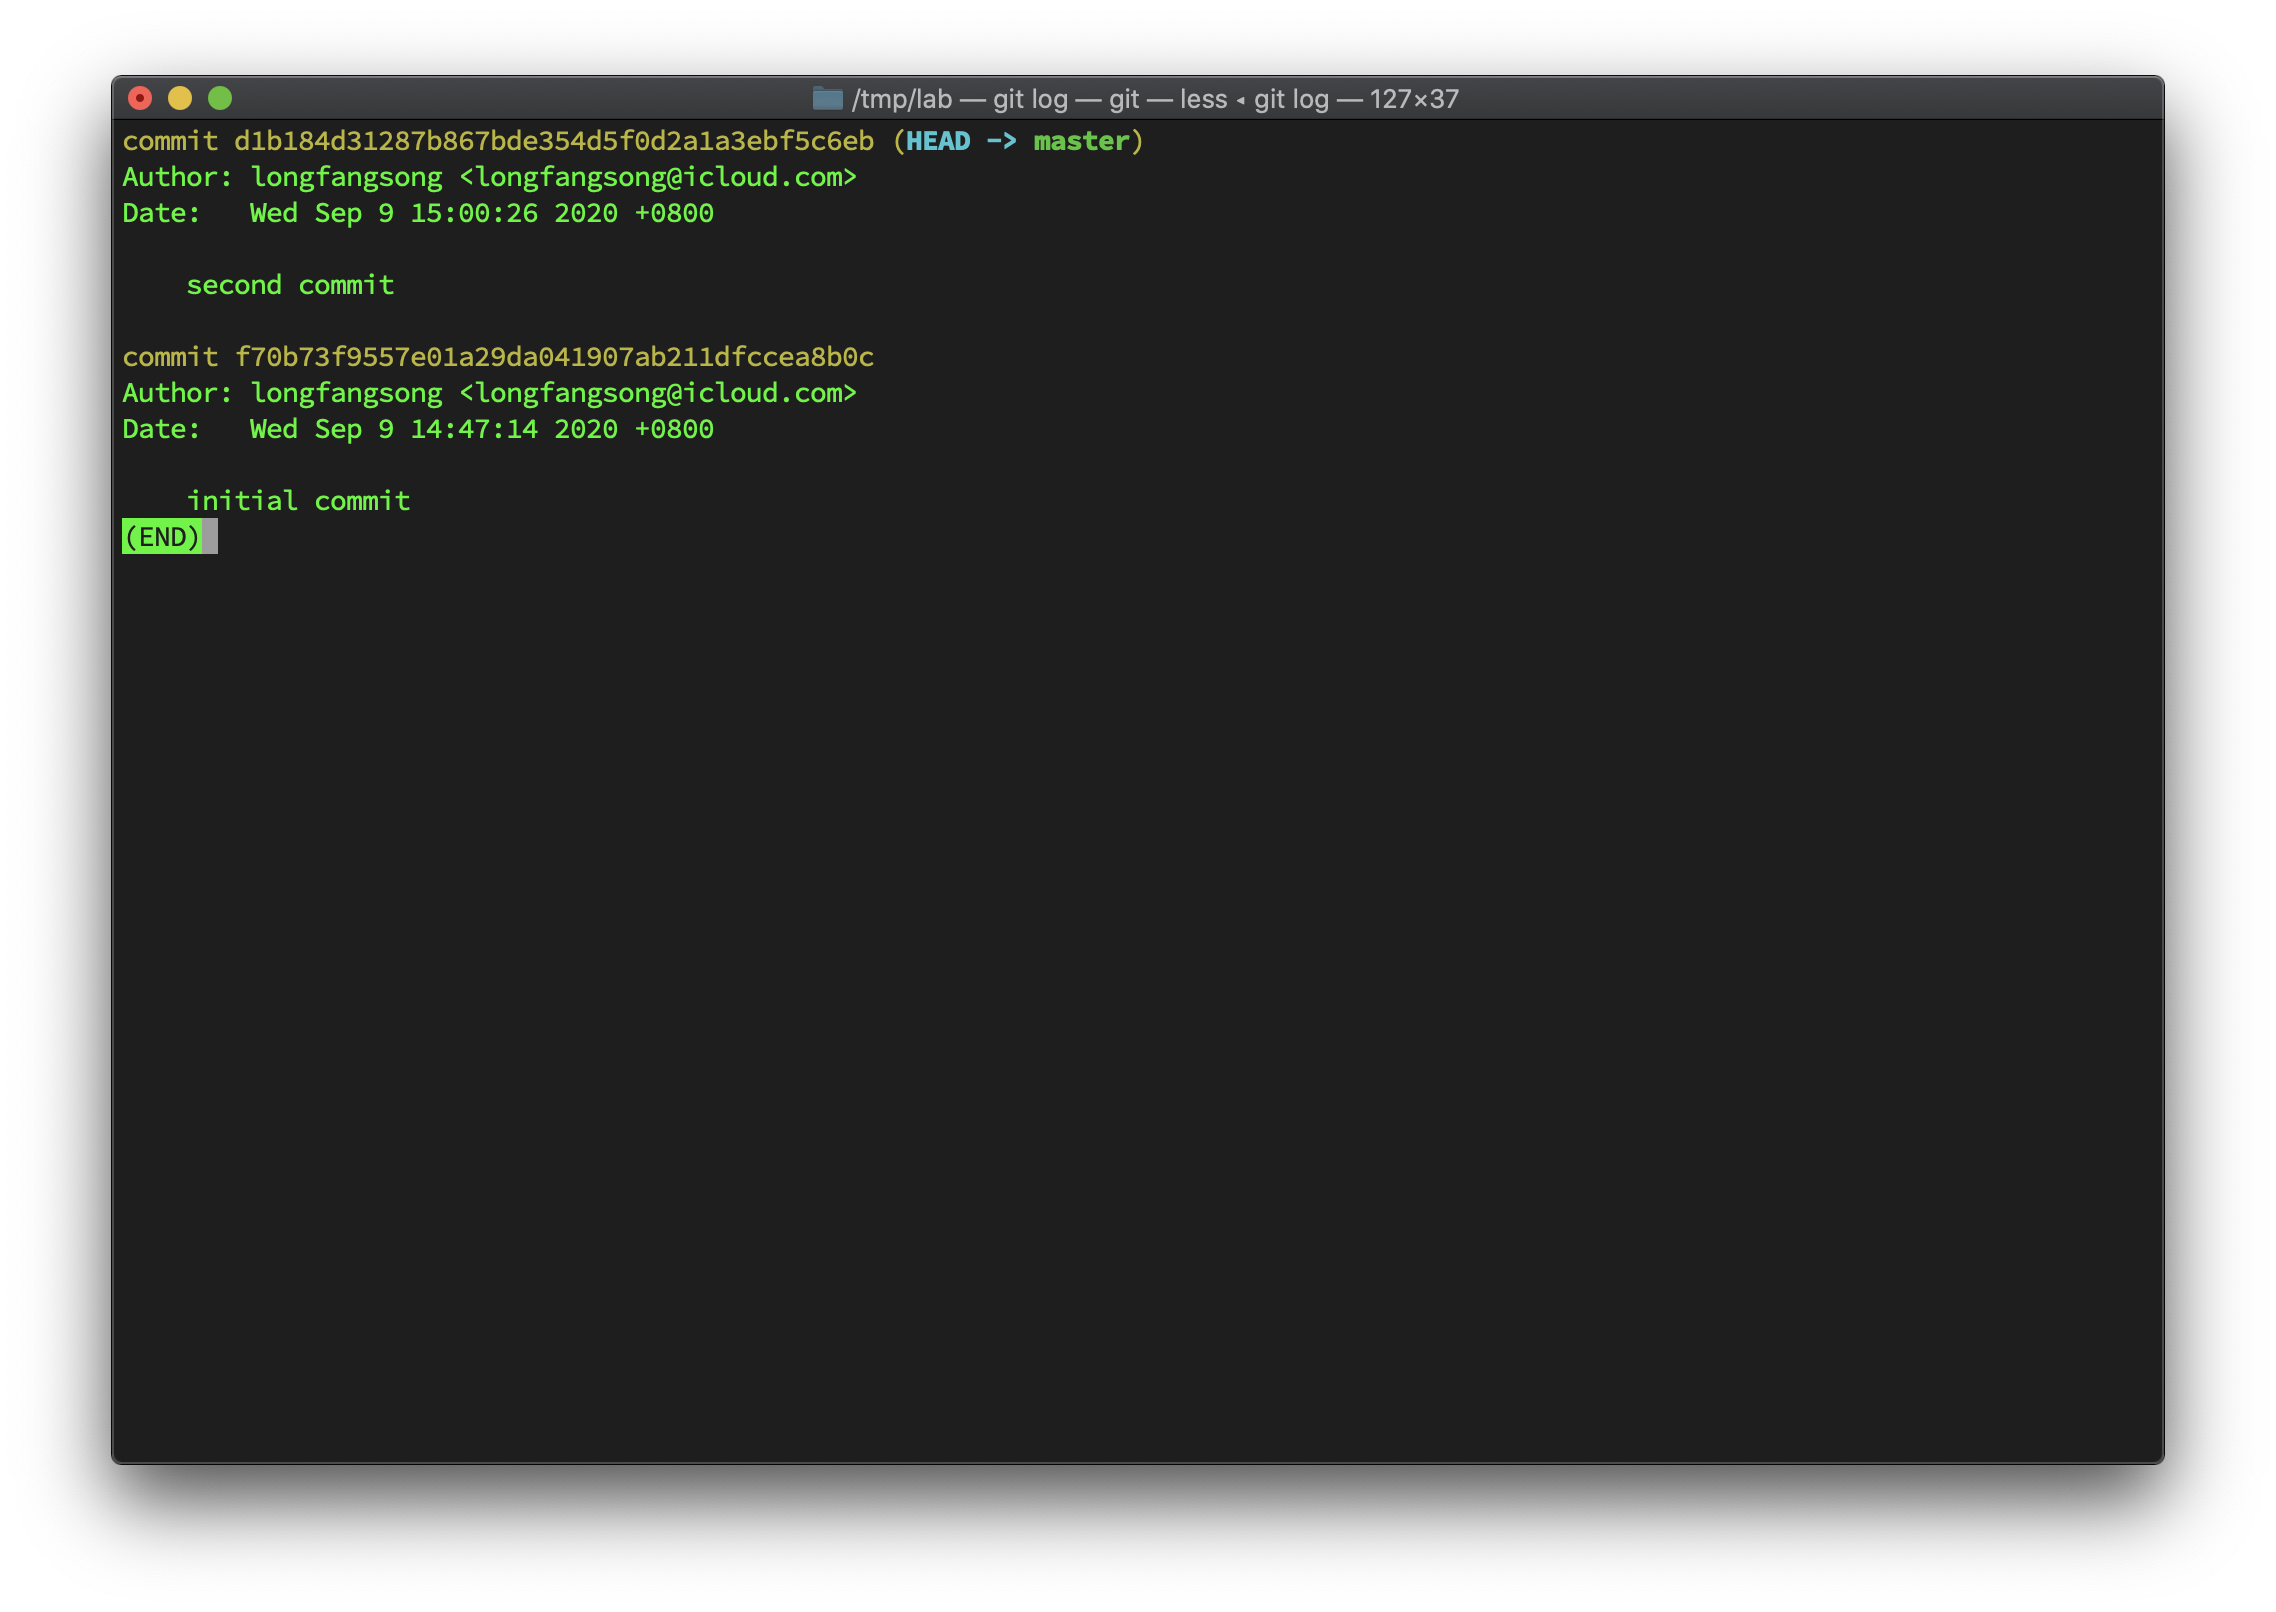 /tmp/lab — git log — git — less ◂ git log — 127×37
commit d1b184d31287b867bde354d5f0d2a1a3ebf5c6eb (HEAD -> master)
Author: longfangsong <longfangsong@icloud.com>
Date:   Wed Sep 9 15:00:26 2020 +0800
    second commit
commit f70b73f9557e01a29da041907ab211dfccea8b0c
Author: longfangsong <longfangsong@icloud.com>
Date:   Wed Sep 9 14:47:14 2020 +0800
    initial commit
(END)